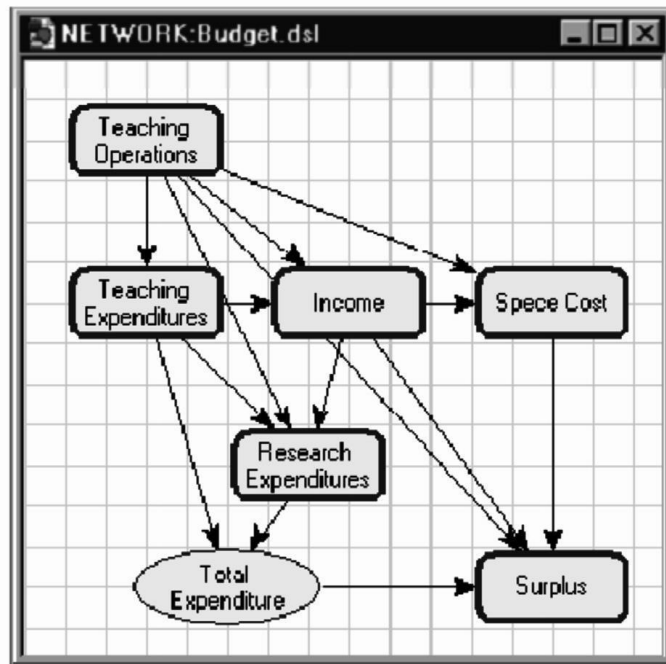 NETWORK:Budget.dsl
Teaching
Operations
Teaching
Expenditures
Income
Spece Cost
Research
Expenditures
Total
Expenditure
Surplus